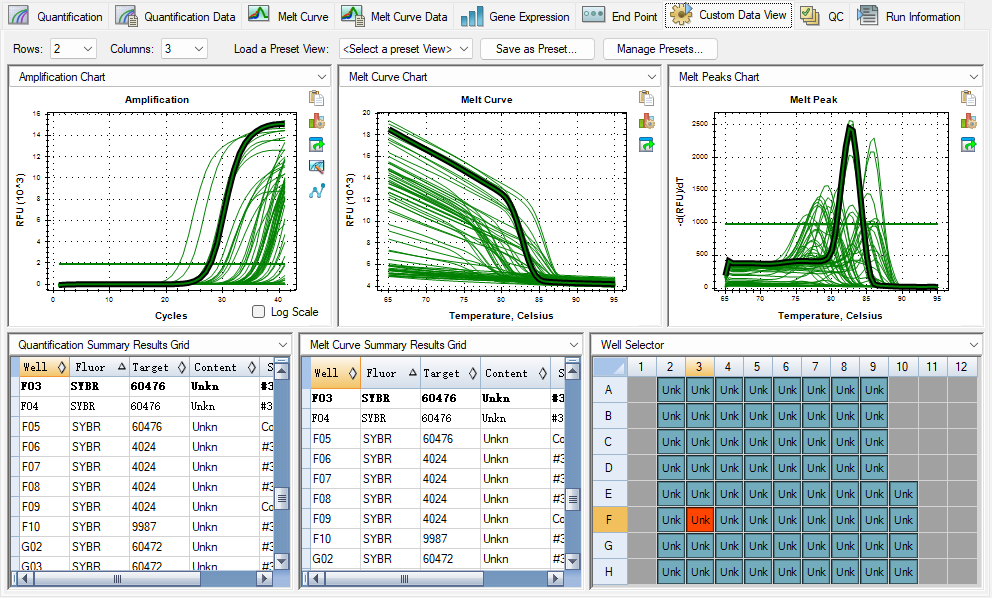 Quantification Quantification Data Melt Curve Melt Curve Data Gene Expression End Point Custom Data View QC Run Infomation
Rows: 2 Columns: 3 Load a Preset View: <Select a preset View> Save as Preset... Manage Presets...
Amplification Chart
Amplification
16
14
12
10
8
6
4
2
0
RFU (10^3)
0 10 20 30 40
Cycles
Log Scale
Melt Curve Chart
Melt Curve
20
18
16
14
12
10
8
6
4
RFU (10^3)
65 70 75 80 85 90 95
Temperature, Celsius
Melt Peaks Chart
Melt Peak
2500
2000
1500
1000
500
0
-d(RFU)/dT
65 70 75 80 85 90 95
Temperature, Celsius
Quantification Summary Results Grid
Well Fluor Target Content S
F03 SYBR 60476 Unkn #3
F04 SYBR 60476 Unkn #3
F05 SYBR 60476 Unkn Co
F06 SYBR 4024 Unkn #3
F07 SYBR 4024 Unkn #3
F08 SYBR 4024 Unkn #3
F09 SYBR 4024 Unkn Co
F10 SYBR 9987 Unkn #3
G02 SYBR 60472 Unkn #3
G03 SYBR 60472 Unkn #3
Melt Curve Summary Results Grid
Well Fluor Target Content S
F03 SYBR 60476 Unkn #3
F04 SYBR 60476 Unkn #3
F05 SYBR 60476 Unkn Co
F06 SYBR 4024 Unkn #3
F07 SYBR 4024 Unkn #3
F08 SYBR 4024 Unkn #3
F09 SYBR 4024 Unkn Co
F10 SYBR 9987 Unkn #3
G02 SYBR 60472 Unkn #3
Well Selector
1 2 3 4 5 6 7 8 9 10 11 12
A Unk Unk Unk Unk Unk Unk Unk Unk
B Unk Unk Unk Unk Unk Unk Unk Unk
C Unk Unk Unk Unk Unk Unk Unk Unk
D Unk Unk Unk Unk Unk Unk Unk Unk
E Unk Unk Unk Unk Unk Unk Unk Unk Unk
F Unk Unk Unk Unk Unk Unk Unk Unk Unk
G Unk Unk Unk Unk Unk Unk Unk Unk Unk
H Unk Unk Unk Unk Unk Unk Unk Unk Unk